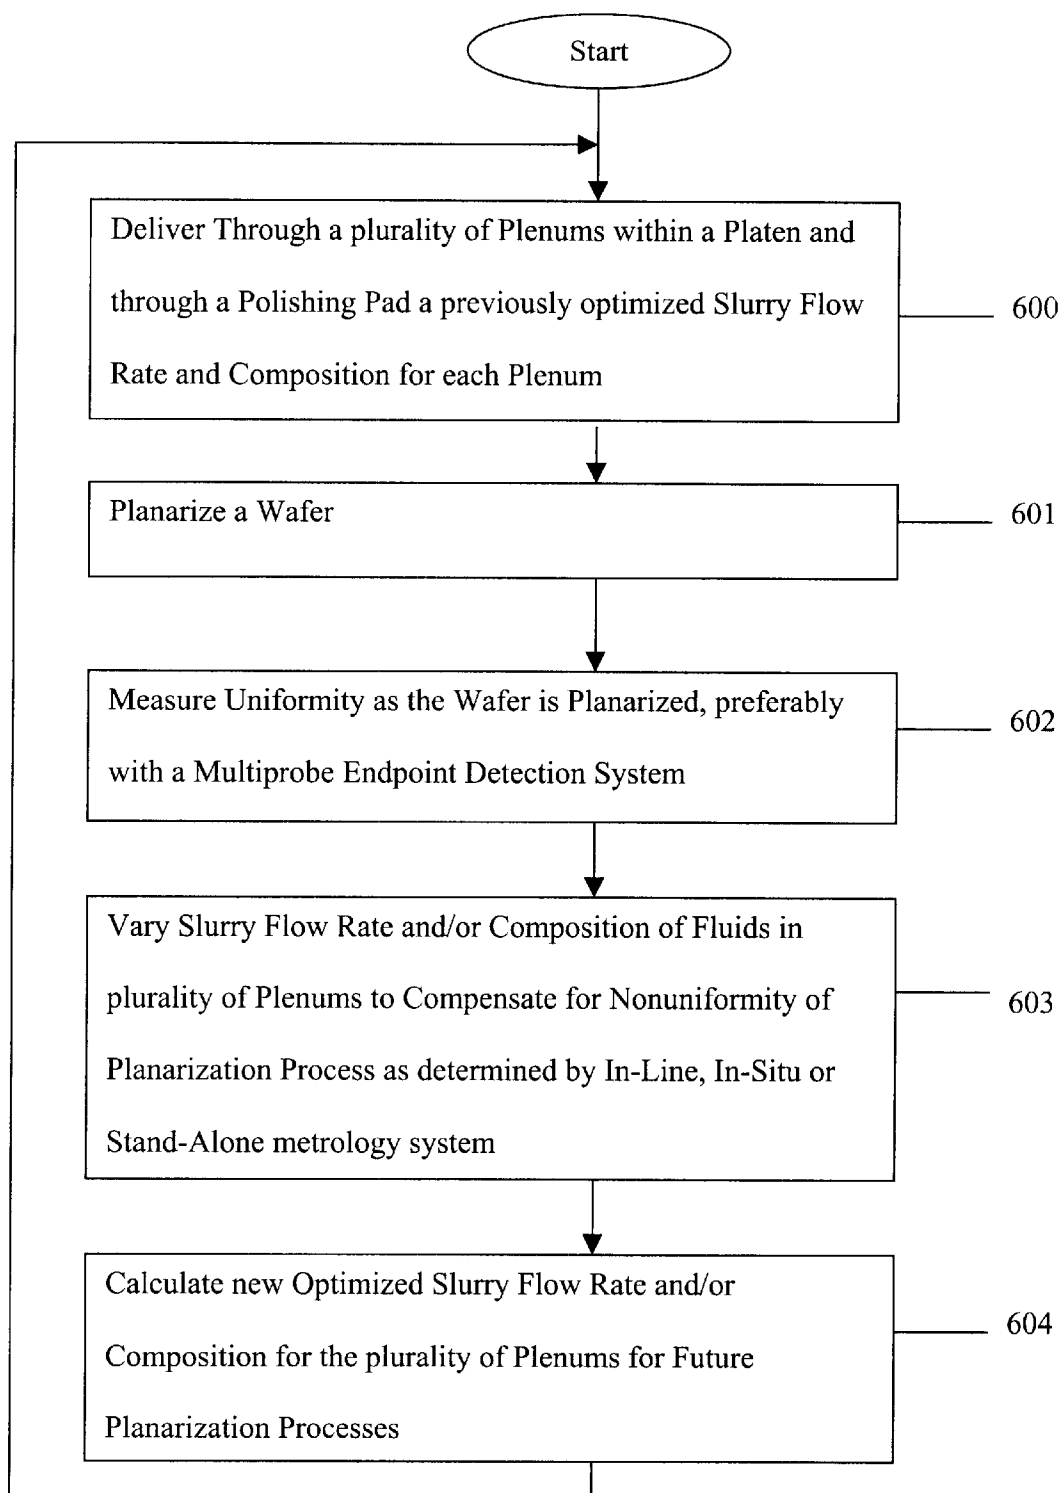 Start
Deliver Through a plurality of Plenums within a Platen and
through a Polishing Pad a previously optimized Slurry Flow
Rate and Composition for each Plenum
600
Planarize a Wafer
601
Measure Uniformity as the Wafer is Planarized, preferably
with a Multiprobe Endpoint Detection System
602
Vary Slurry Flow Rate and/or Composition of Fluids in
plurality of Plenums to Compensate for Nonuniformity of
Planarization Process as determined by In-Line, In-Situ or
Stand-Alone metrology system
603
Calculate new Optimized Slurry Flow Rate and/or
Composition for the plurality of Plenums for Future
Planarization Processes
604